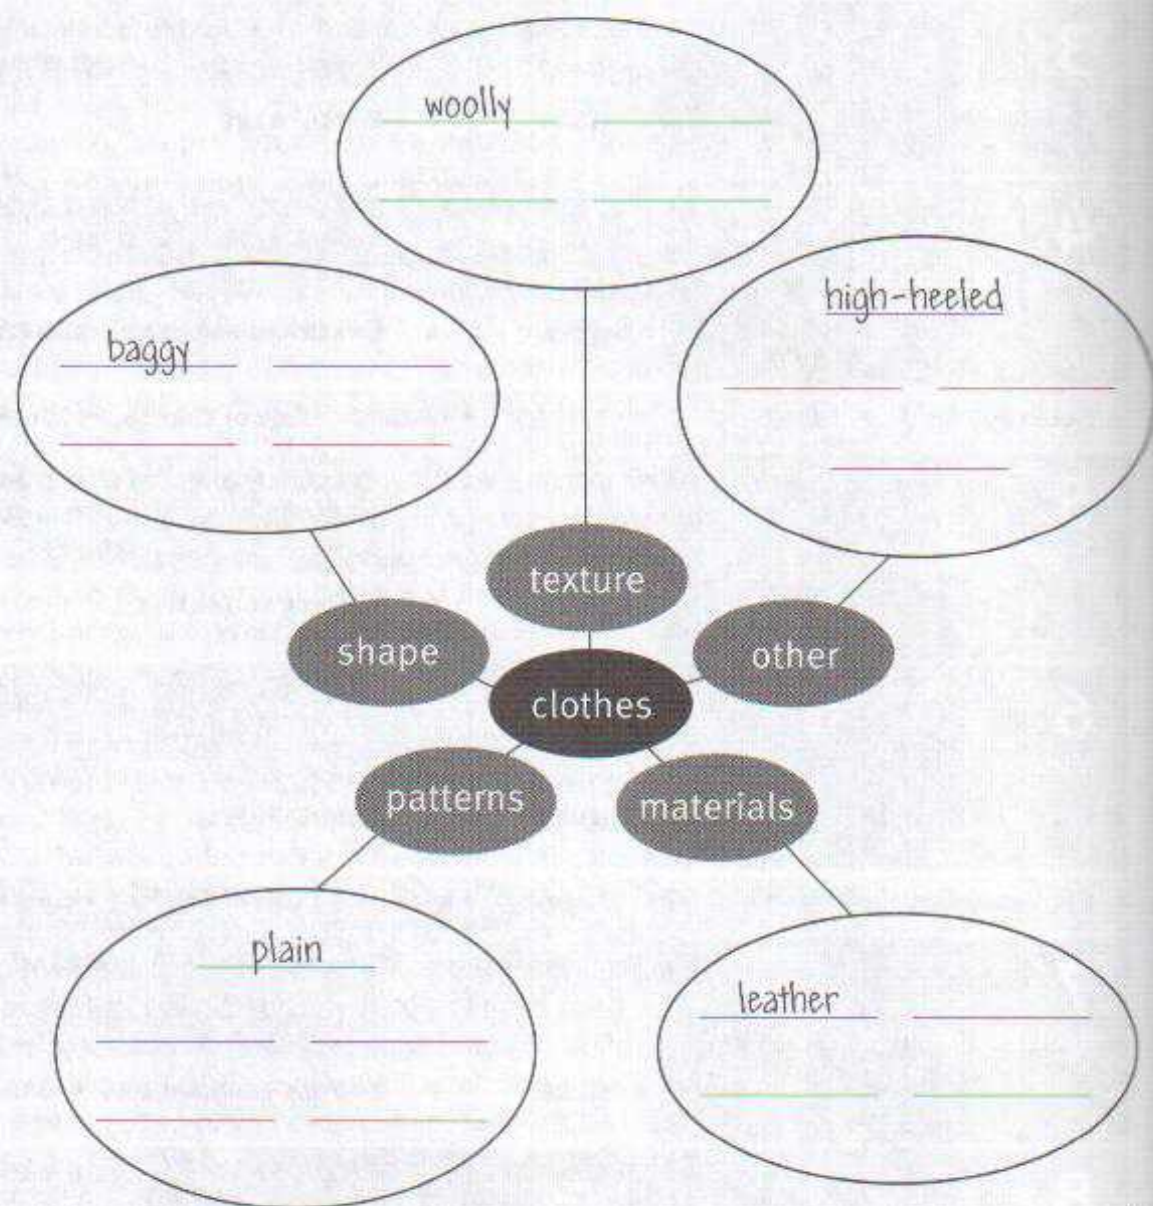 woolly
high-heeled
baggy
texture
shape
other
clothes
patterns
materials
plain
leather